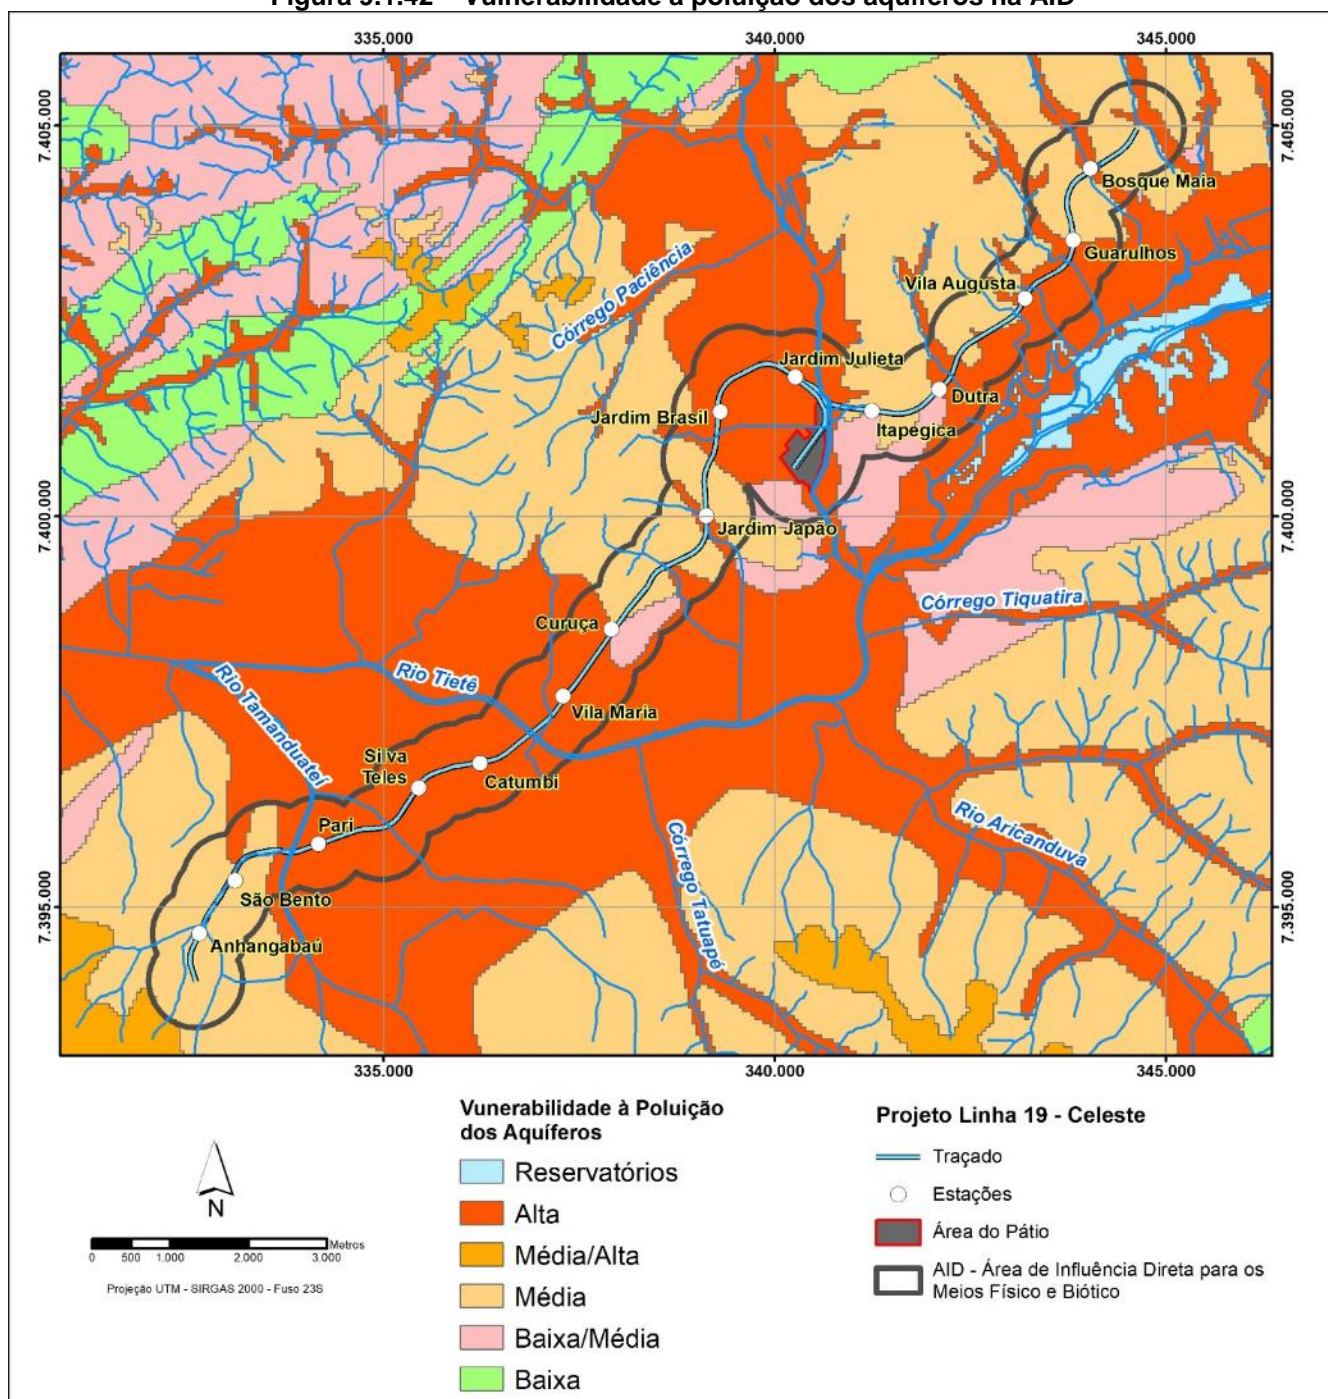 Figura 9.1.42 – Vulnerabilidade à poluição dos aquíferos na AID
335.000
340.000
345.000
7.405.000
7.405.000
Bosque Maia
Guarulhos
Vila Augusta
Córrego Paciência
Jardim Julieta
Dutra
Jardim Brasil
Itapegica
7.400.000
7.400.000
Jardim Japão
Córrego Tiquatira
Curuça
Rio Tietê
Rio Tamanduateí
Vila Maria
Silva
Teles
Catumbi
Pari
Rio Aricanduva
Córrego Tatuapé
São Bento
7.395.000
7.395.000
Anhangabaú
335.000
340.000
345.000
Vunerabilidade à Poluição
dos Aquíferos
Reservatórios
Alta
Média/Alta
Média
Baixa/Média
Baixa
Projeto Linha 19 - Celeste
Traçado
Estações
Área do Pátio
AID - Área de Influência Direta para os
Meios Físico e Biótico
N
Metros
0 500 1.000 2.000 3.000
Projeção UTM - SIRGAS 2000 - Fuso 23S